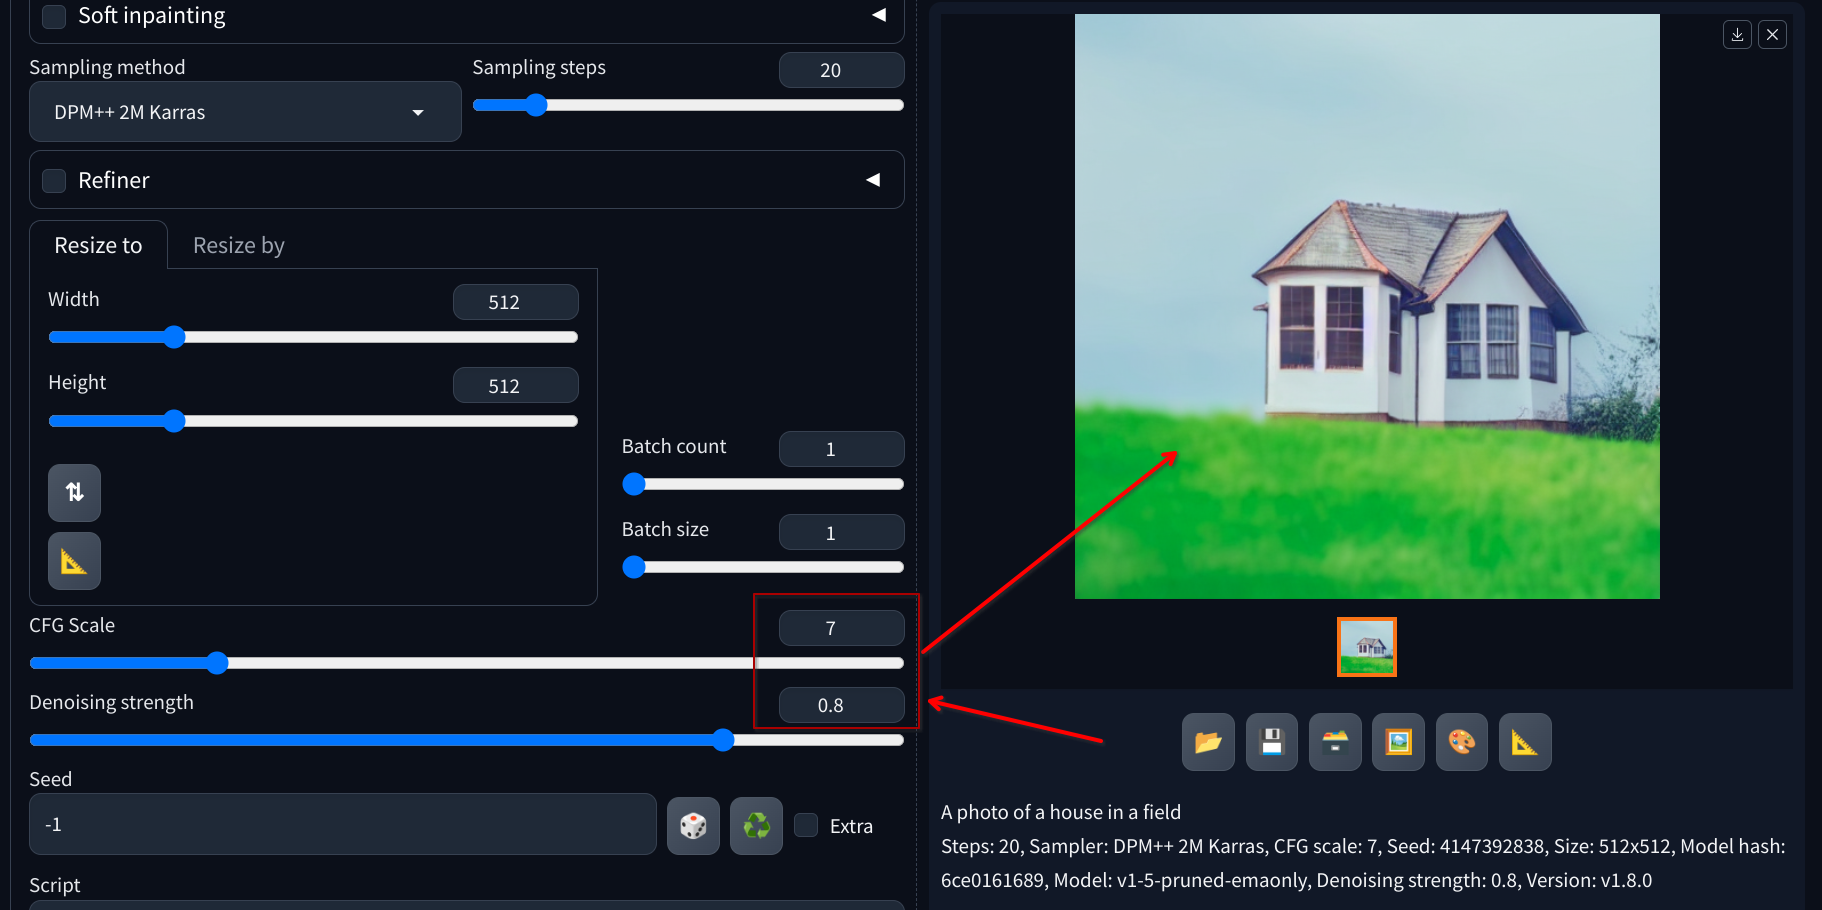 Soft inpainting
Sampling method
DPM++ 2M Karras
Sampling steps
20
Refiner
Resize to
Resize by
Width
512
Height
512
Batch count
1
Batch size
1
CFG Scale
7
Denoising strength
0.8
Seed
-1
Extra
Script
A photo of a house in a field
Steps: 20, Sampler: DPM++ 2M Karras, CFG scale: 7, Seed: 4147392838, Size: 512x512, Model hash:
6ce0161689, Model: v1-5-pruned-emaonly, Denoising strength: 0.8, Version: v1.8.0